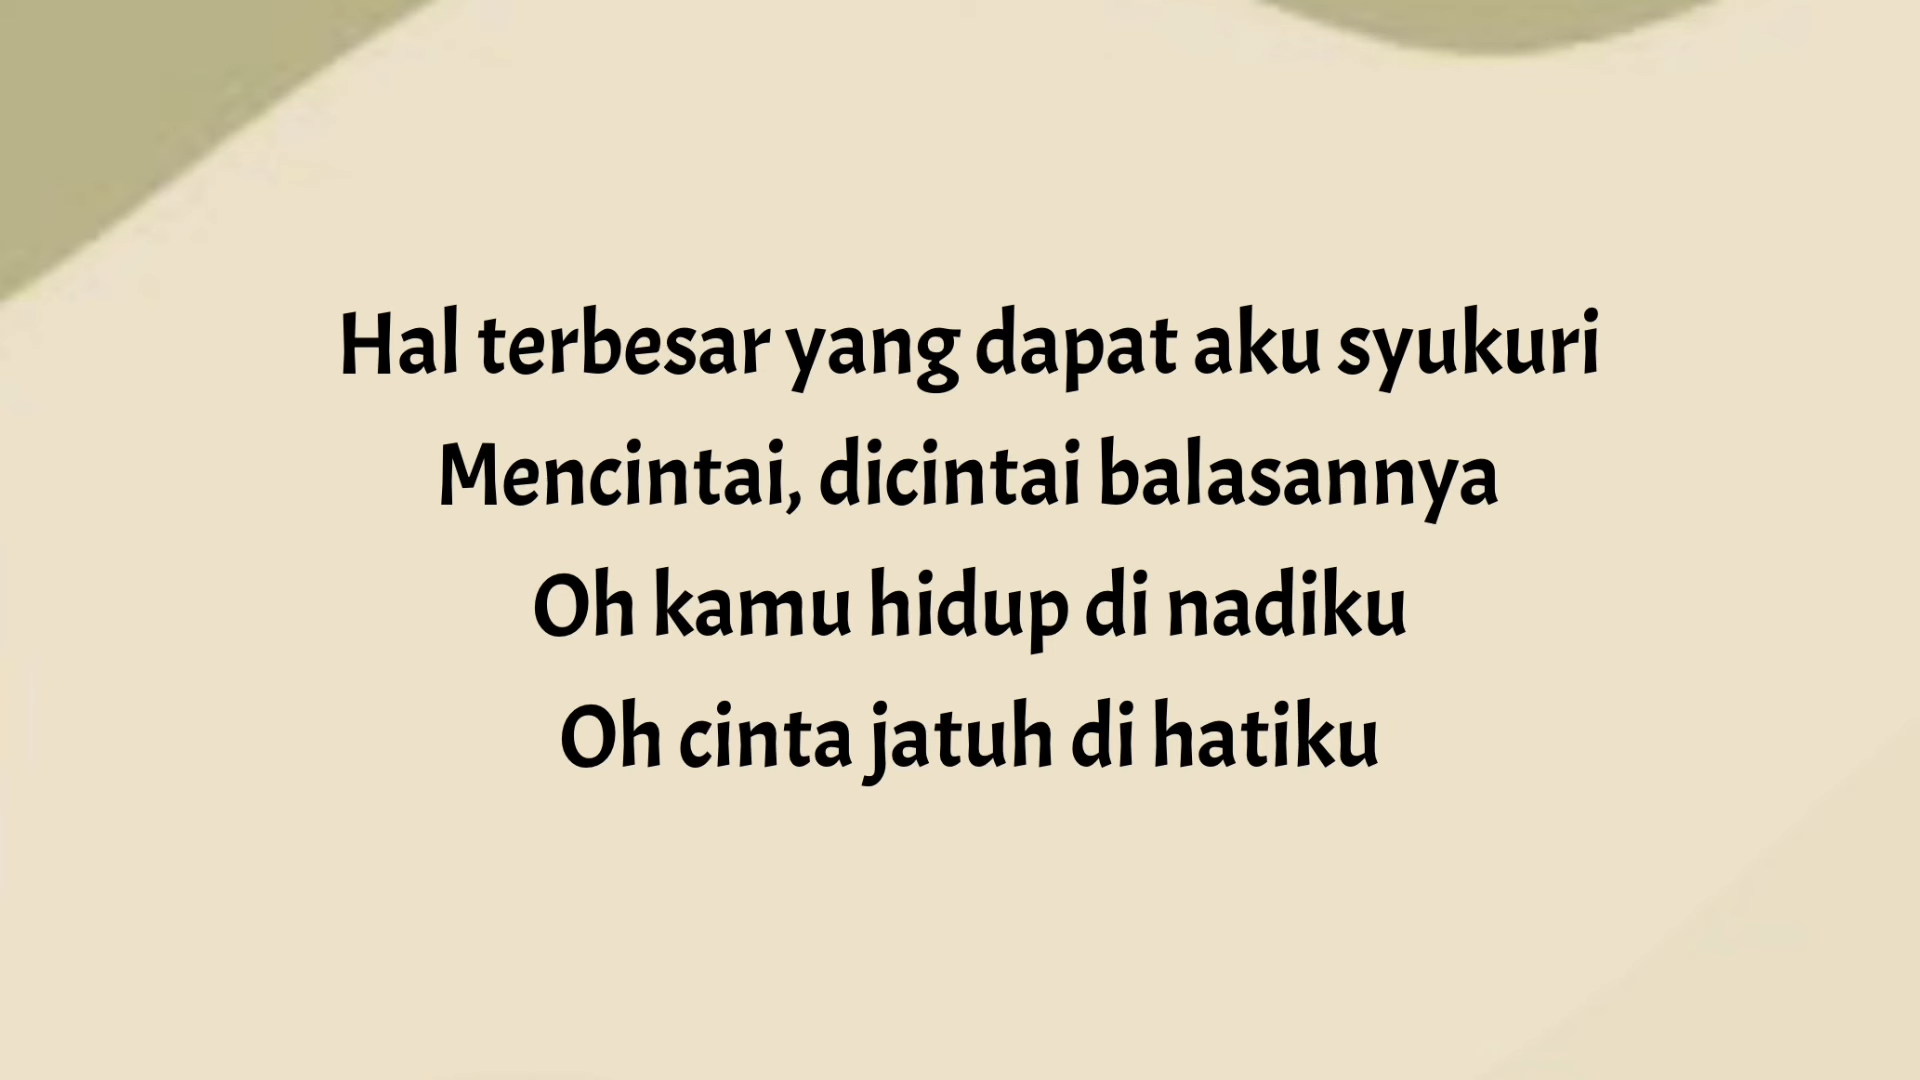 Hal terbesar yang dapat aku syukuri
Mencintai, dicintai balasannya
Oh kamu hidup di nadiku
Oh cinta jatuh di hatiku